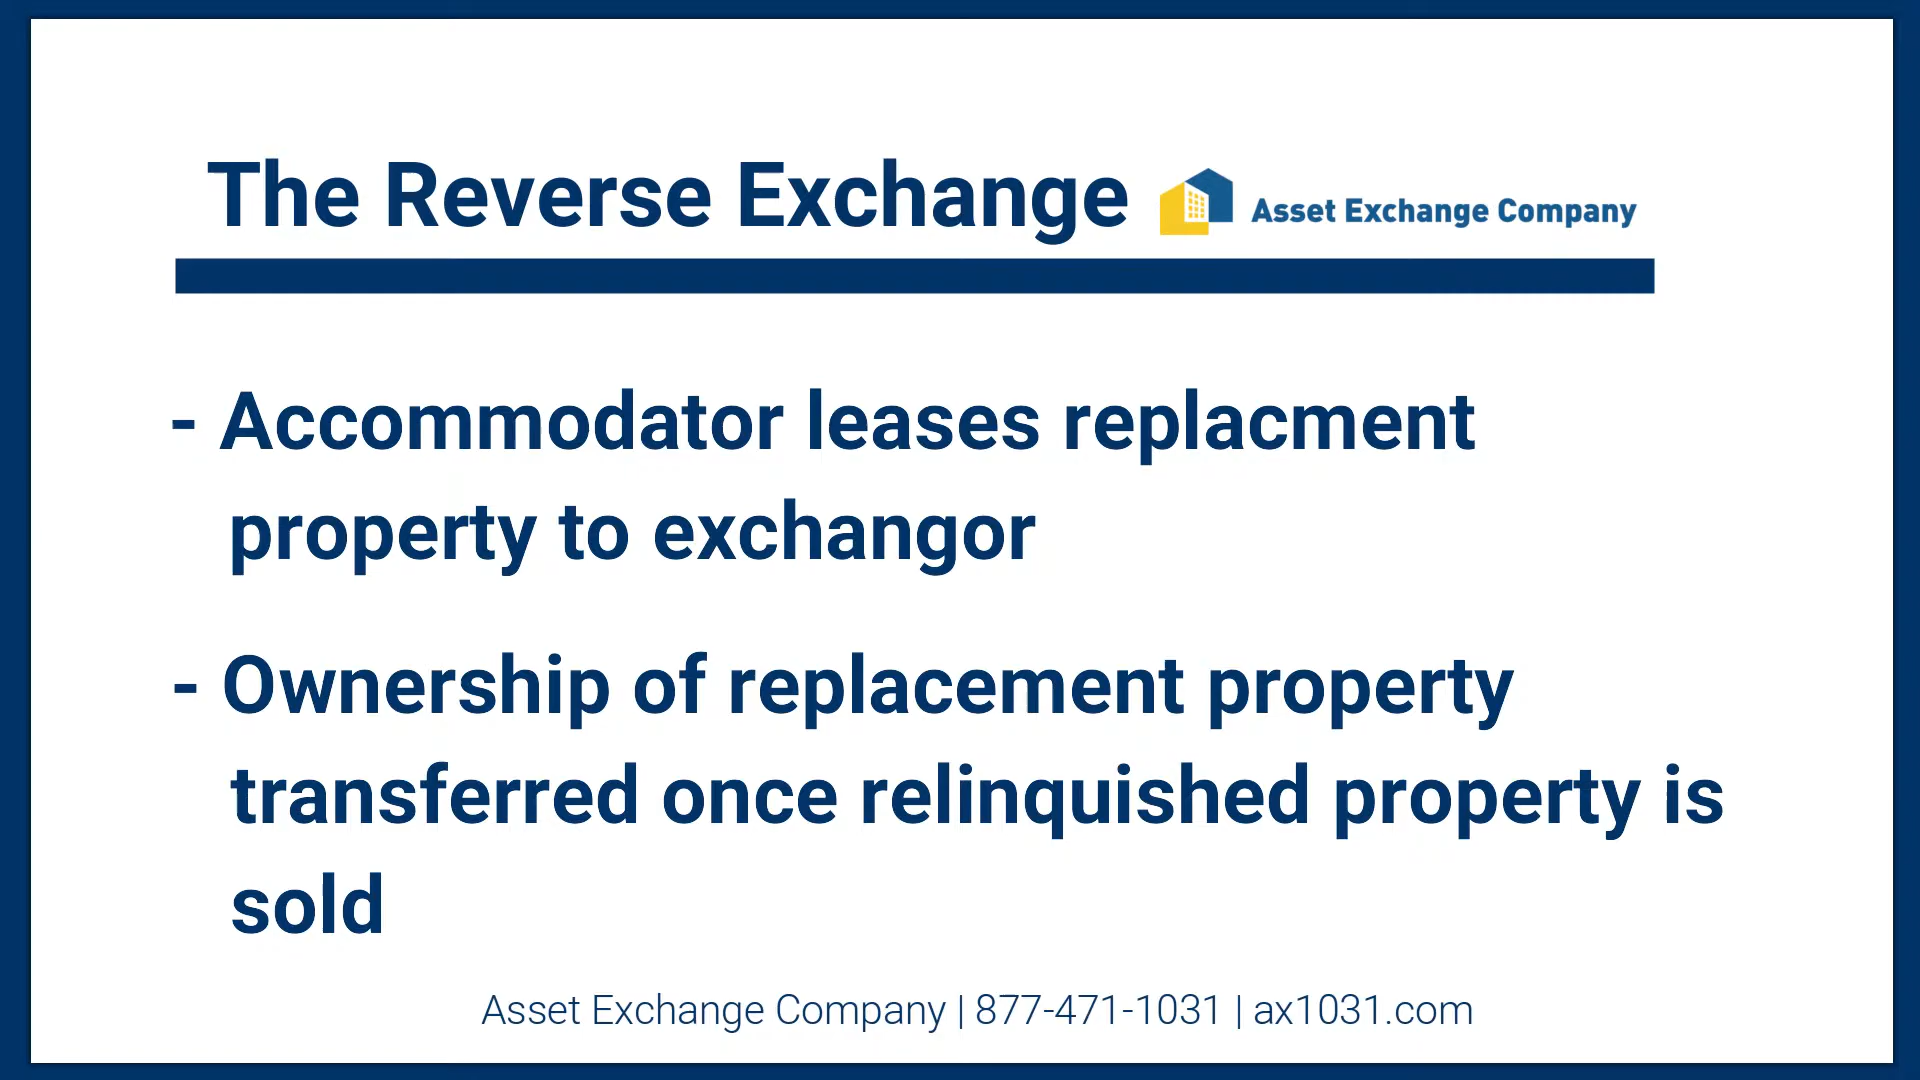 The Reverse Exchange
Asset Exchange Company
- Accommodator leases replacment
property to exchangor
- Ownership of replacement property
transferred once relinquished property is
sold
Asset Exchange Company | 877-471-1031 | ax1031.com